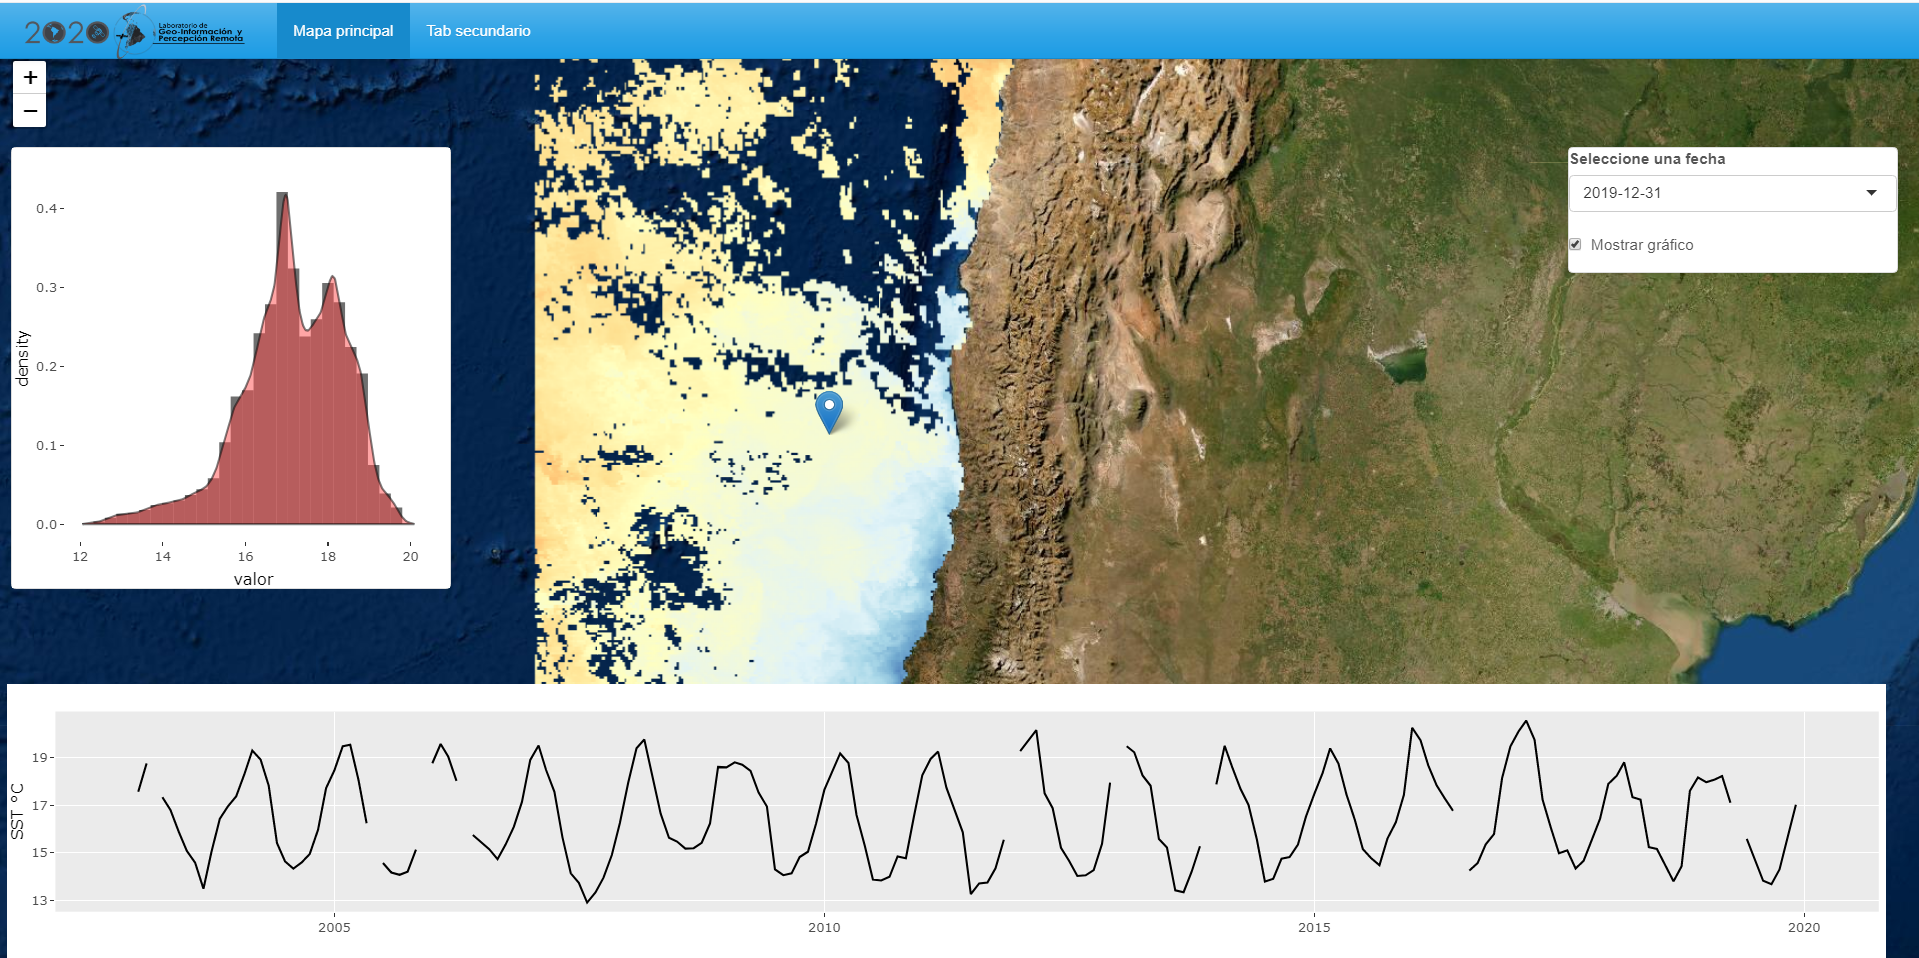 2020
Laboratorio de
Geo-Información y
Percepción Remota
Mapa principal
Tab secundario
+
−
Seleccione una fecha
2019-12-31
Mostrar gráfico
density
0.4
0.3
0.2
0.1
0.0
12 14 16 18 20
valor
SST °C
19
17
15
13
2005 2010 2015 2020